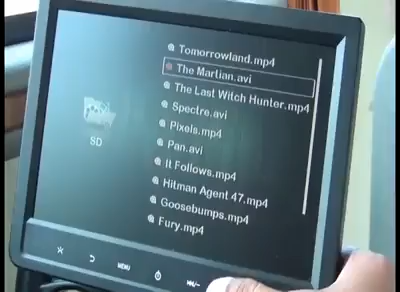 Tomorrowland.mp4
The Martian.avi
The Last Witch Hunter.mp4
Spectre.avi
Pixels.mp4
Pan.avi
It Follows.mp4
Hitman Agent 47.mp4
Goosebumps.mp4
Fury.mp4
SD
MENU